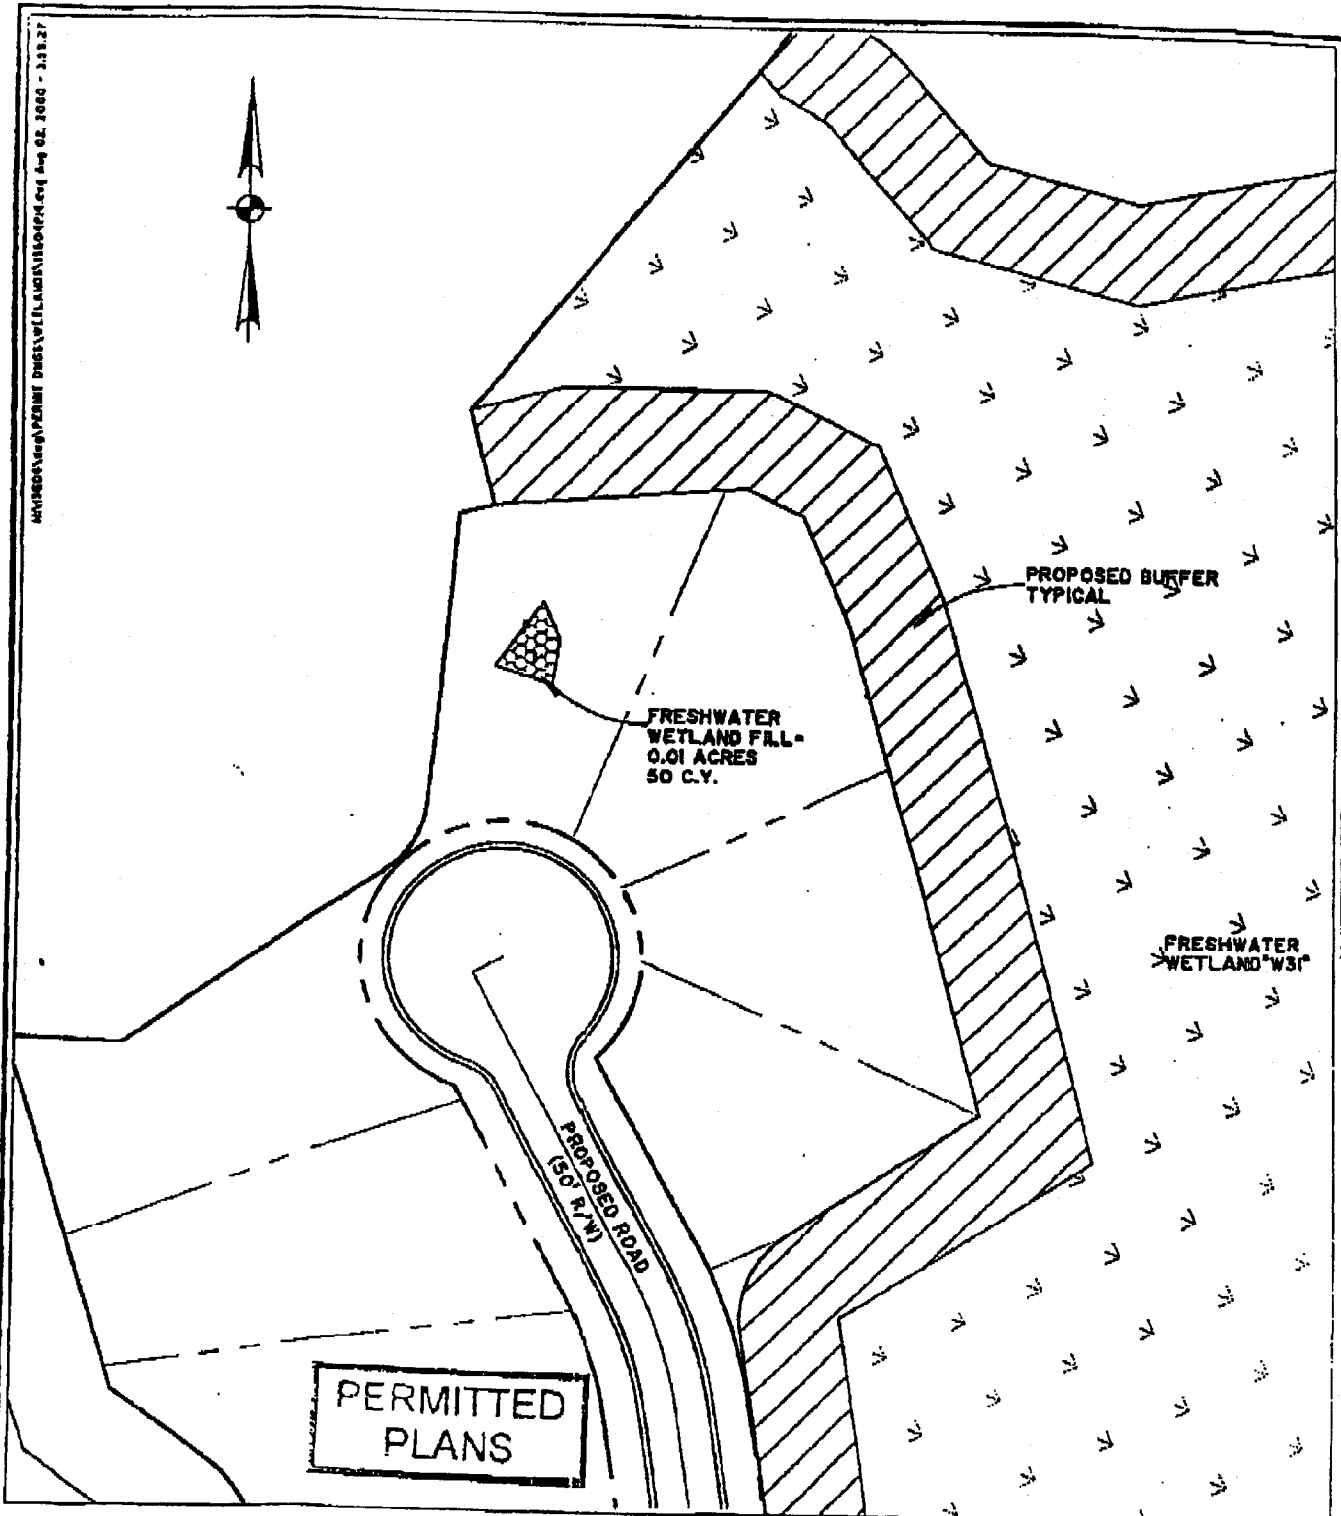 PROPOSED BUFFER
TYPICAL
FRESHWATER
WETLAND FILL=
0.01 ACRES
50 C.Y.
FRESHWATER
WETLAND "W31"
PROPOSED ROAD
(50' R/W)
PERMITTED
PLANS